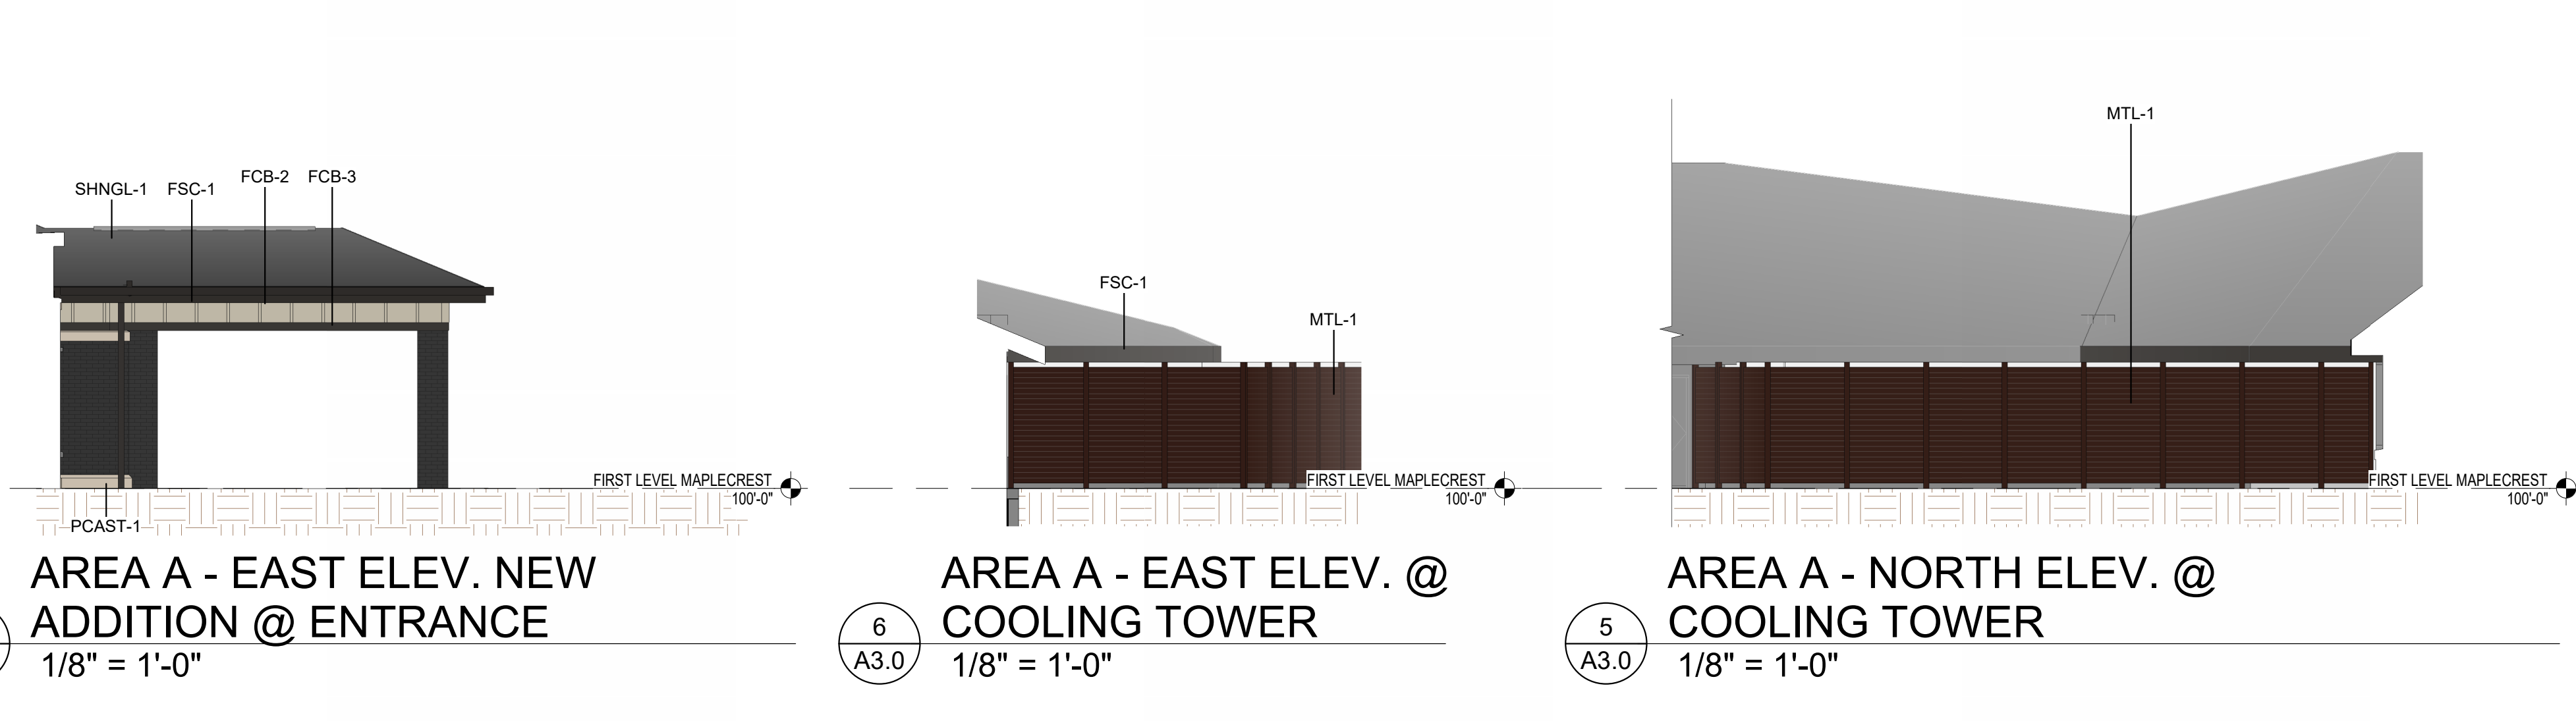 SHNGL-1
FSC-1
FCB-2
FCB-3
PCAST-1
FIRST LEVEL MAPLECREST
100'-0"
AREA A - EAST ELEV. NEW
ADDITION @ ENTRANCE
1/8" = 1'-0"
FSC-1
MTL-1
FIRST LEVEL MAPLECREST
100'-0"
6
A3.0
AREA A - EAST ELEV. @
COOLING TOWER
1/8" = 1'-0"
MTL-1
FIRST LEVEL MAPLECREST
100'-0"
5
A3.0
AREA A - NORTH ELEV. @
COOLING TOWER
1/8" = 1'-0"